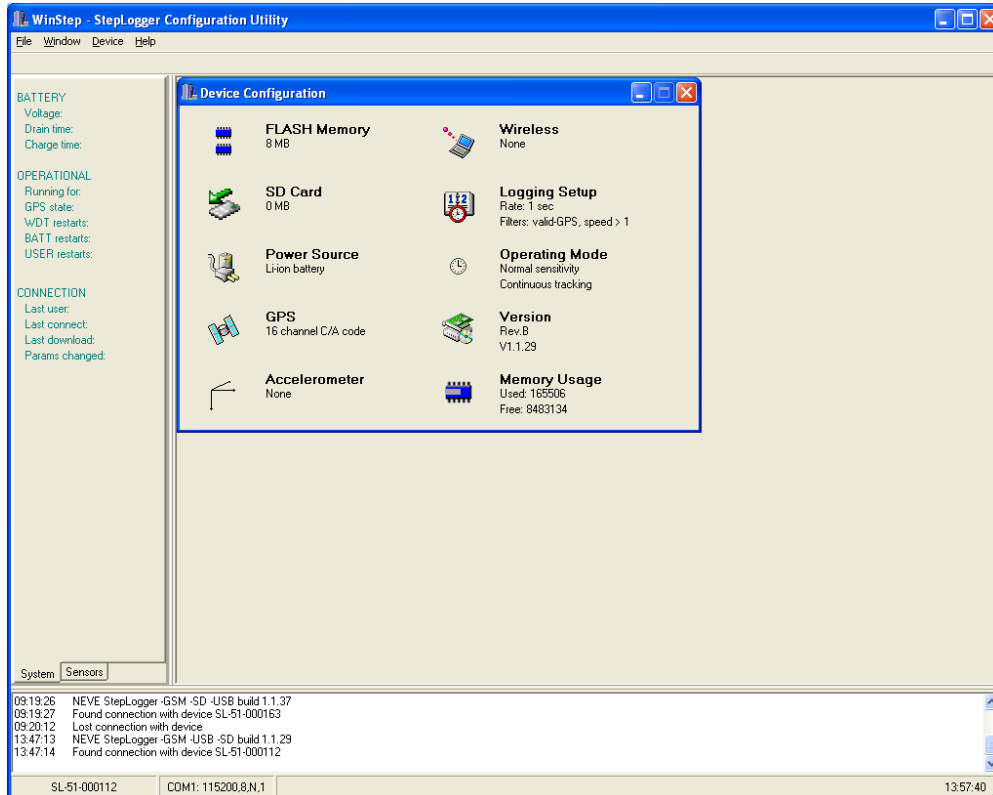 WinStep - StepLogger Configuration Utility
File Window Device Help
BATTERY
Voltage:
Drain time:
Charge time:
OPERATIONAL
Running for:
GPS state:
WDT restarts:
BATT restarts:
USER restarts:
CONNECTION
Last user:
Last connect:
Last download:
Params changed:
System Sensors
Device Configuration
FLASH Memory
8 MB
Wireless
None
SD Card
0 MB
Logging Setup
Rate: 1 sec
Filters: valid-GPS, speed > 1
Power Source
Li-ion battery
Operating Mode
Normal sensitivity
Continuous tracking
GPS
16 channel C/A code
Version
Rev.B
V1.1.29
Accelerometer
None
Memory Usage
Used: 165506
Free: 8483134
09:19:26 NEVE StepLogger -GSM -SD -USB build 1.1.37
09:19:27 Found connection with device SL-51-000163
09:20:12 Lost connection with device
13:47:13 NEVE StepLogger -GSM -USB -SD build 1.1.29
13:47:14 Found connection with device SL-51-000112
SL-51-000112 COM1: 115200,8,N,1 13:57:40